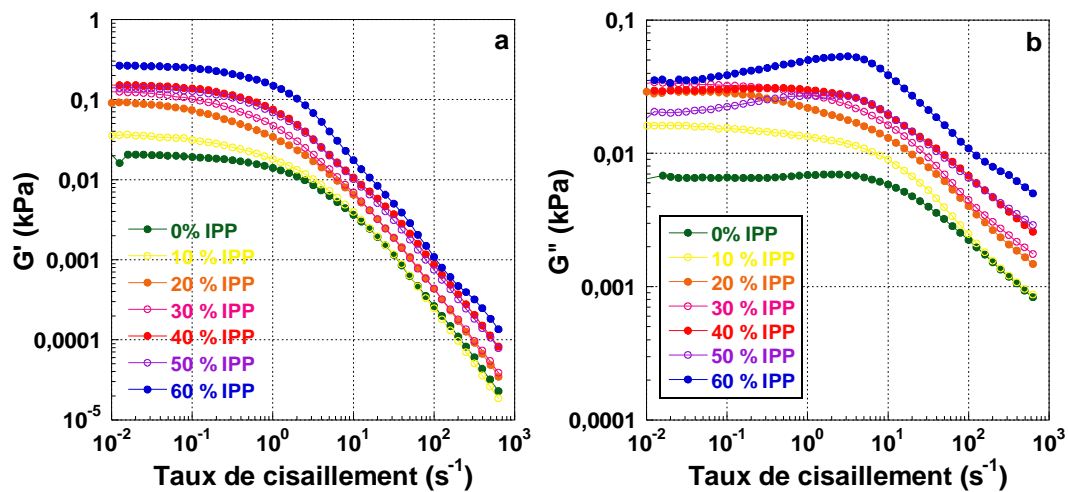 a
G' (kPa)
1
0,1
0,01
0,001
0,0001
10⁻⁵
0% IPP
10 % IPP
20 % IPP
30 % IPP
40 % IPP
50 % IPP
60 % IPP
10⁻² 10⁻¹ 10⁰ 10¹ 10² 10³
Taux de cisaillement (s⁻¹)
b
G" (kPa)
0,1
0,01
0,001
0,0001
0% IPP
10 % IPP
20 % IPP
30 % IPP
40 % IPP
50 % IPP
60 % IPP
10⁻² 10⁻¹ 10⁰ 10¹ 10² 10³
Taux de cisaillement (s⁻¹)